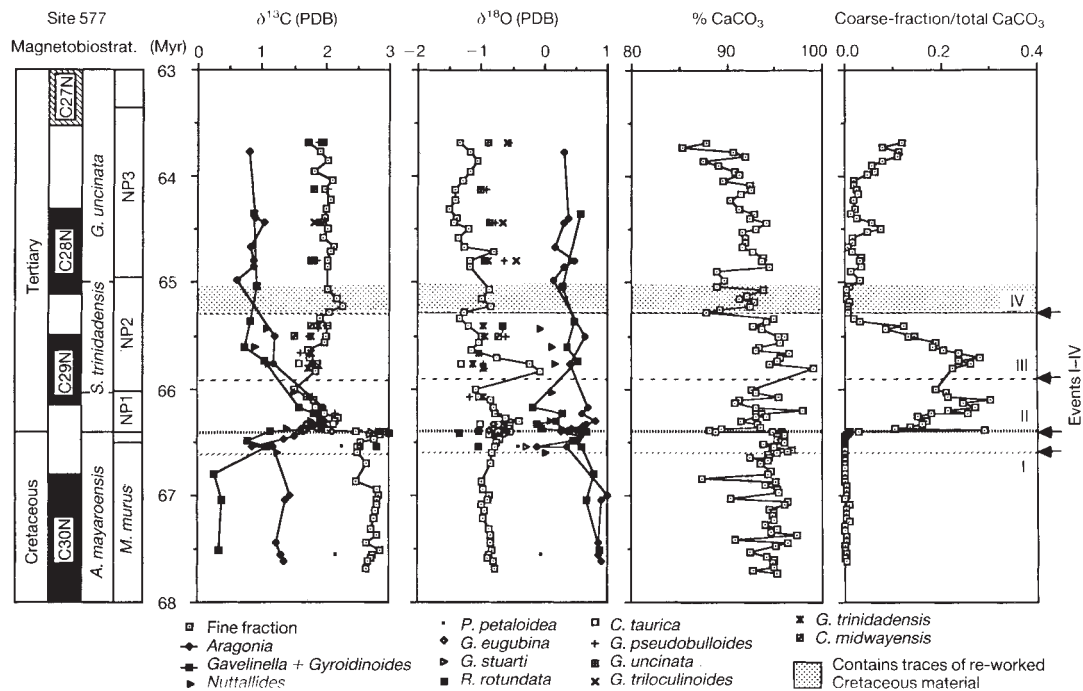 Site 577
Magnetobiostrat.
(Myr)
δ13C (PDB)
0 1 2 3
δ18O (PDB)
−2 −1 0 1
% CaCO3
80 90 100
Coarse-fraction/total CaCO3
0.0 0.2 0.4
63
64
65
66
67
68
Tertiary
Cretaceous
C27N
C28N
C29N
C30N
G. uncinata
S. trinidadensis
A. mayaroensis
NP3
NP2
NP1
M. murus
IV
III
II
I
Events I–IV
Fine fraction
Aragonia
Gavelinella + Gyroidinoides
Nuttallides
P. petaloidea
G. eugubina
G. stuarti
R. rotundata
C. taurica
G. pseudobulloides
G. uncinata
G. triloculinoides
G. trinidadensis
C. midwayensis
Contains traces of re-worked
Cretaceous material